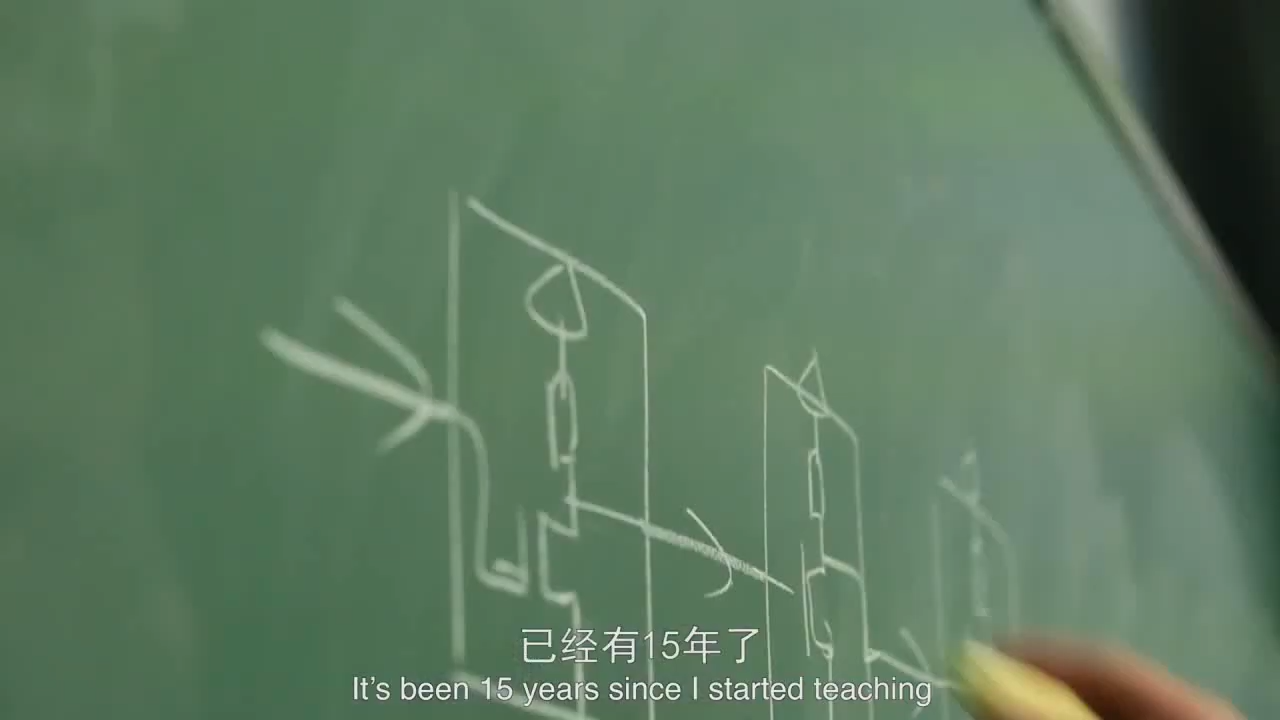 已经有15年了
It's been 15 years since I started teaching